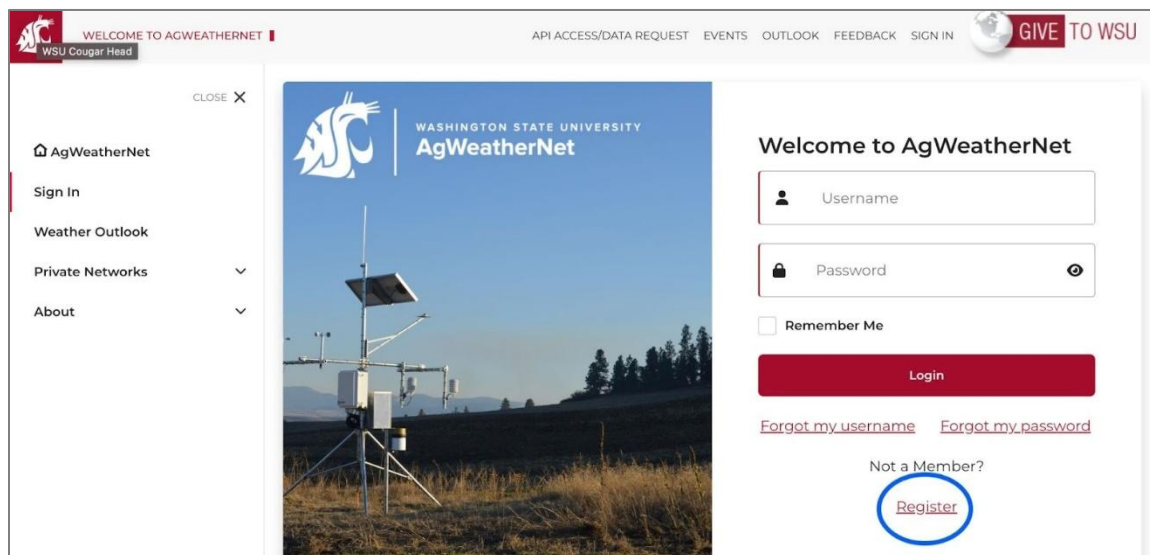 WELCOME TO AGWEATHERNET
WSU Cougar Head
API ACCESS/DATA REQUEST EVENTS OUTLOOK FEEDBACK SIGN IN
GIVE TO WSU
CLOSE X
AgWeatherNet
Sign In
Weather Outlook
Private Networks
About
WASHINGTON STATE UNIVERSITY
AgWeatherNet
Welcome to AgWeatherNet
Username
Password
Remember Me
Login
Forgot my username Forgot my password
Not a Member?
Register